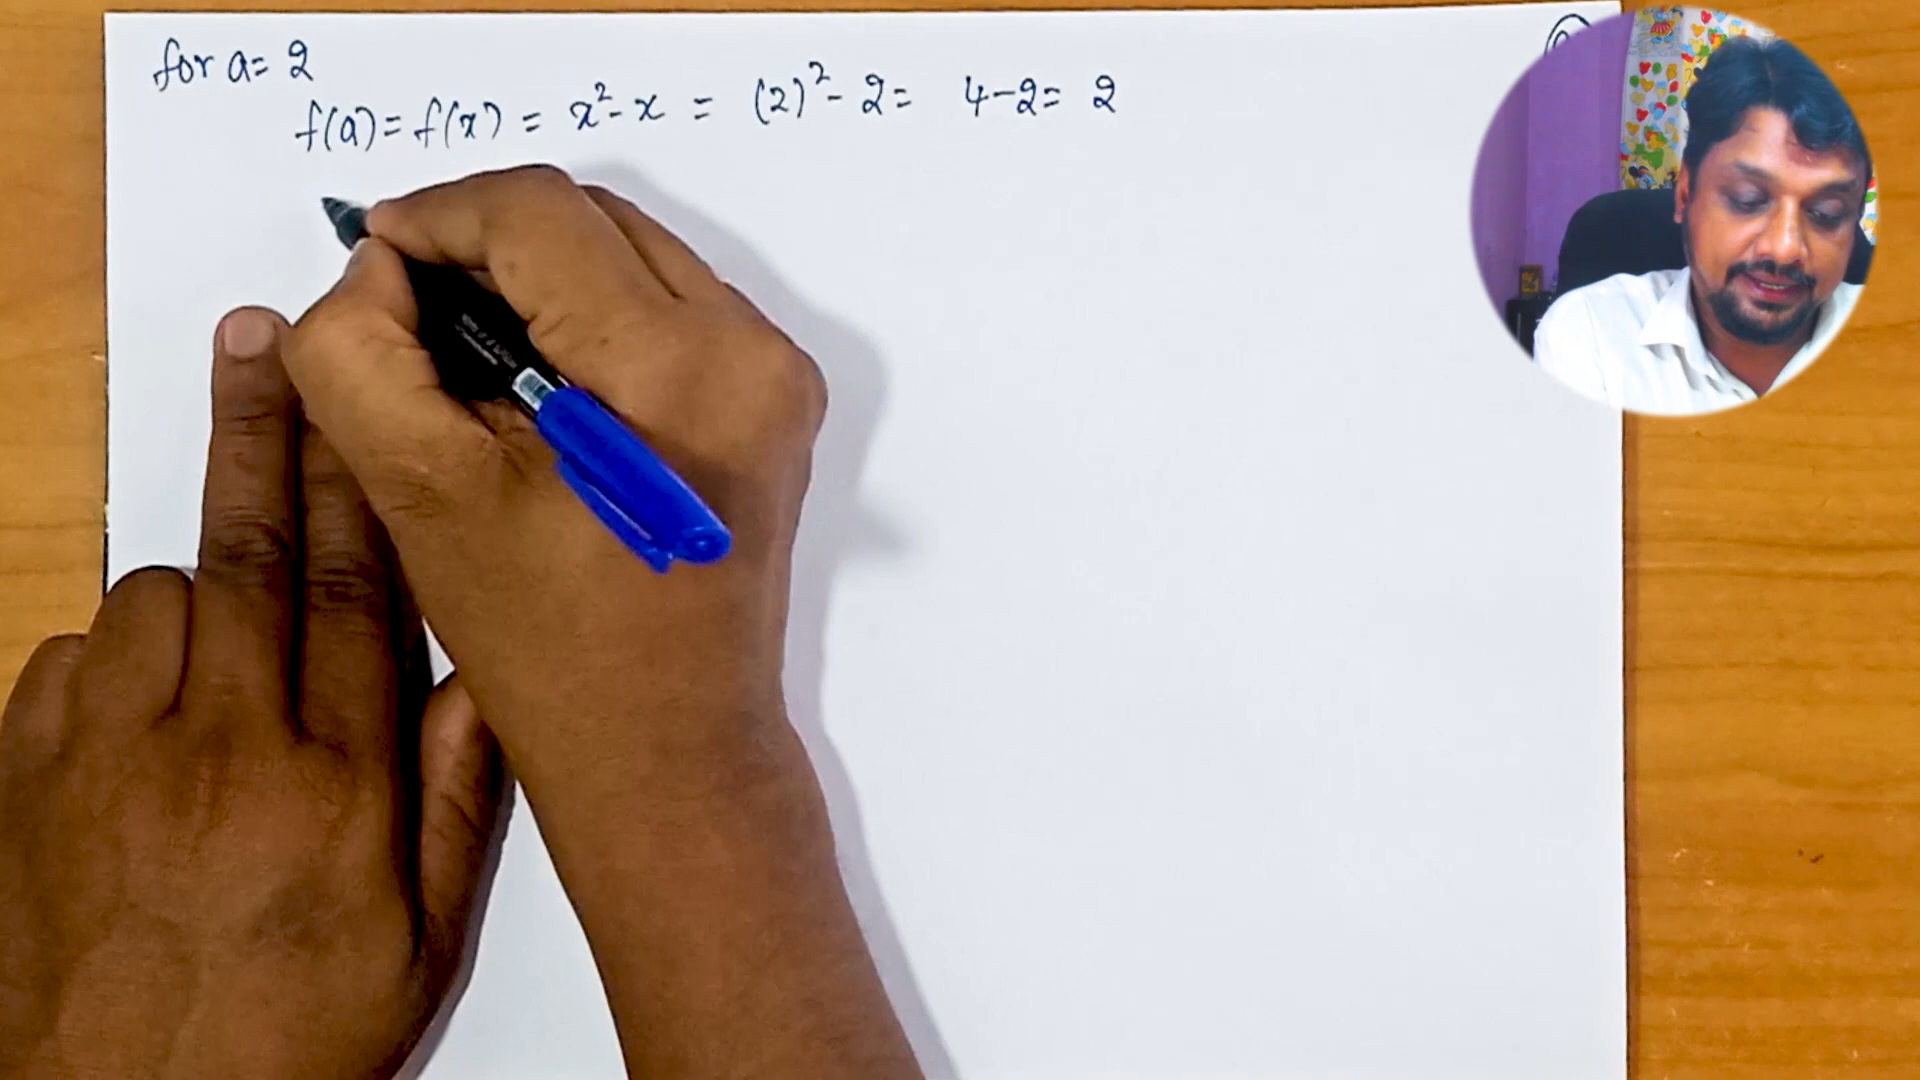 for a= 2
f(a) = f(x) = x² - x = (2)² - 2 = 4-2= 2